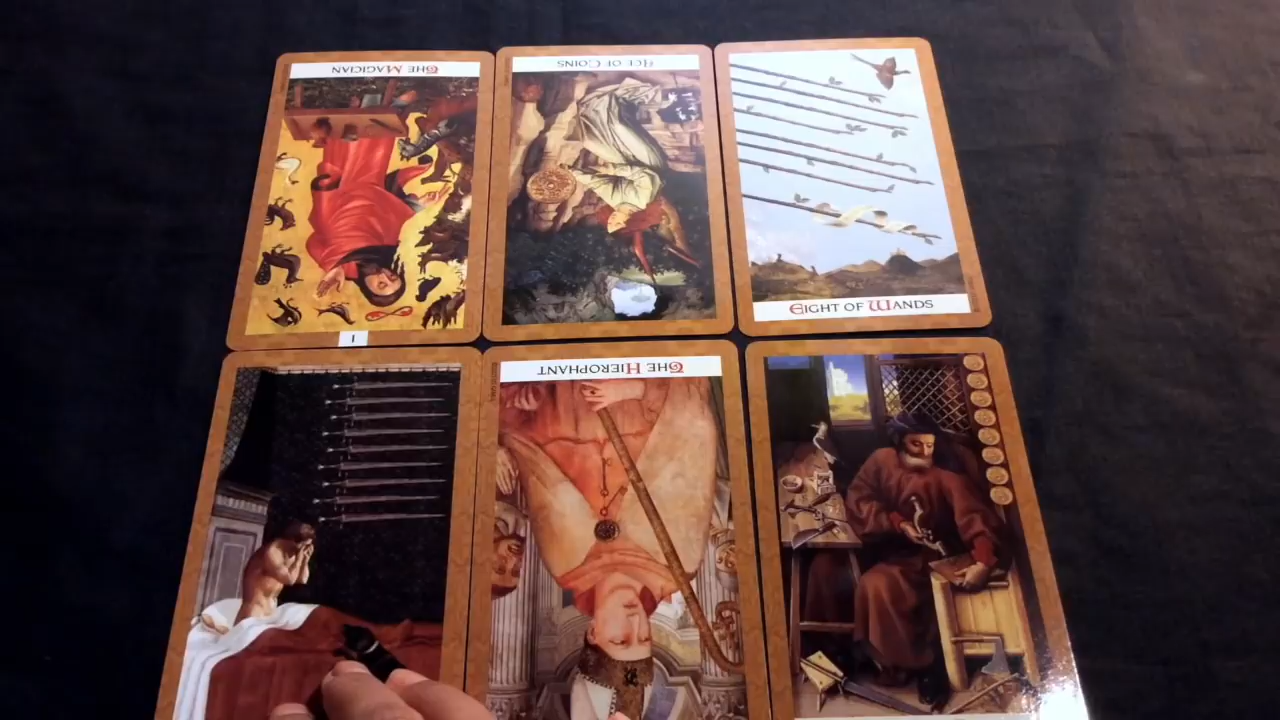 THE MAGICIAN
ACE OF COINS
EIGHT OF WANDS
I
THE HIEROPHANT